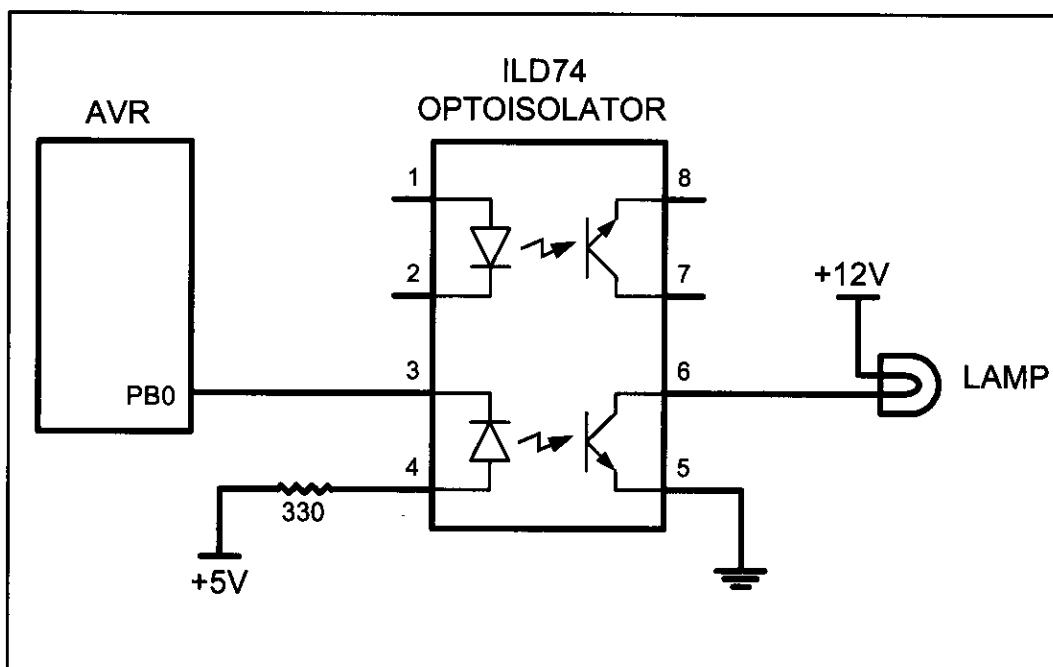 ILD74
OPTOISOLATOR
AVR
1
8
2
7
+12V
3
6
LAMP
PB0
4
5
330
+5V